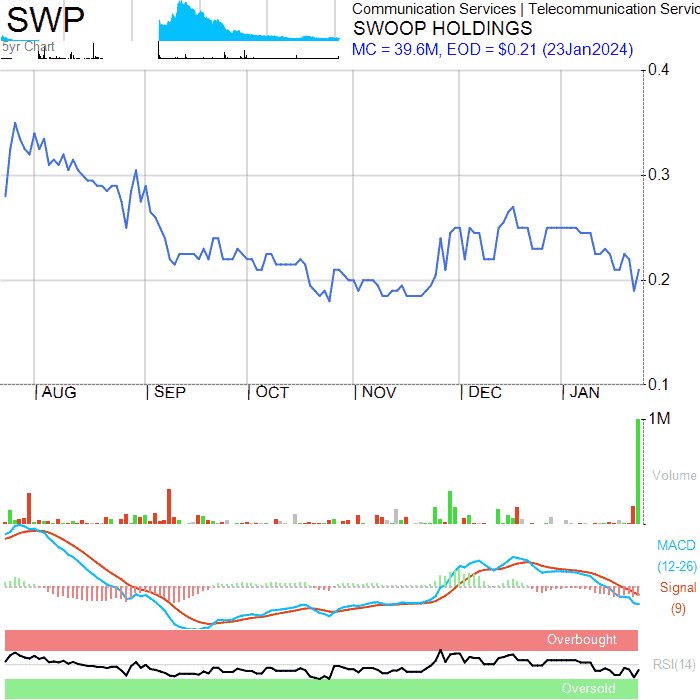 SWP
5yr Chart
Communication Services | Telecommunication Servic
SWOOP HOLDINGS
MC = 39.6M, EOD = $0.21 (23Jan2024)
0.4
0.3
0.2
0.1
AUG SEP OCT NOV DEC JAN
1M
Volume
MACD
(12-26)
Signal
(9)
Overbought
RSI(14)
Oversold